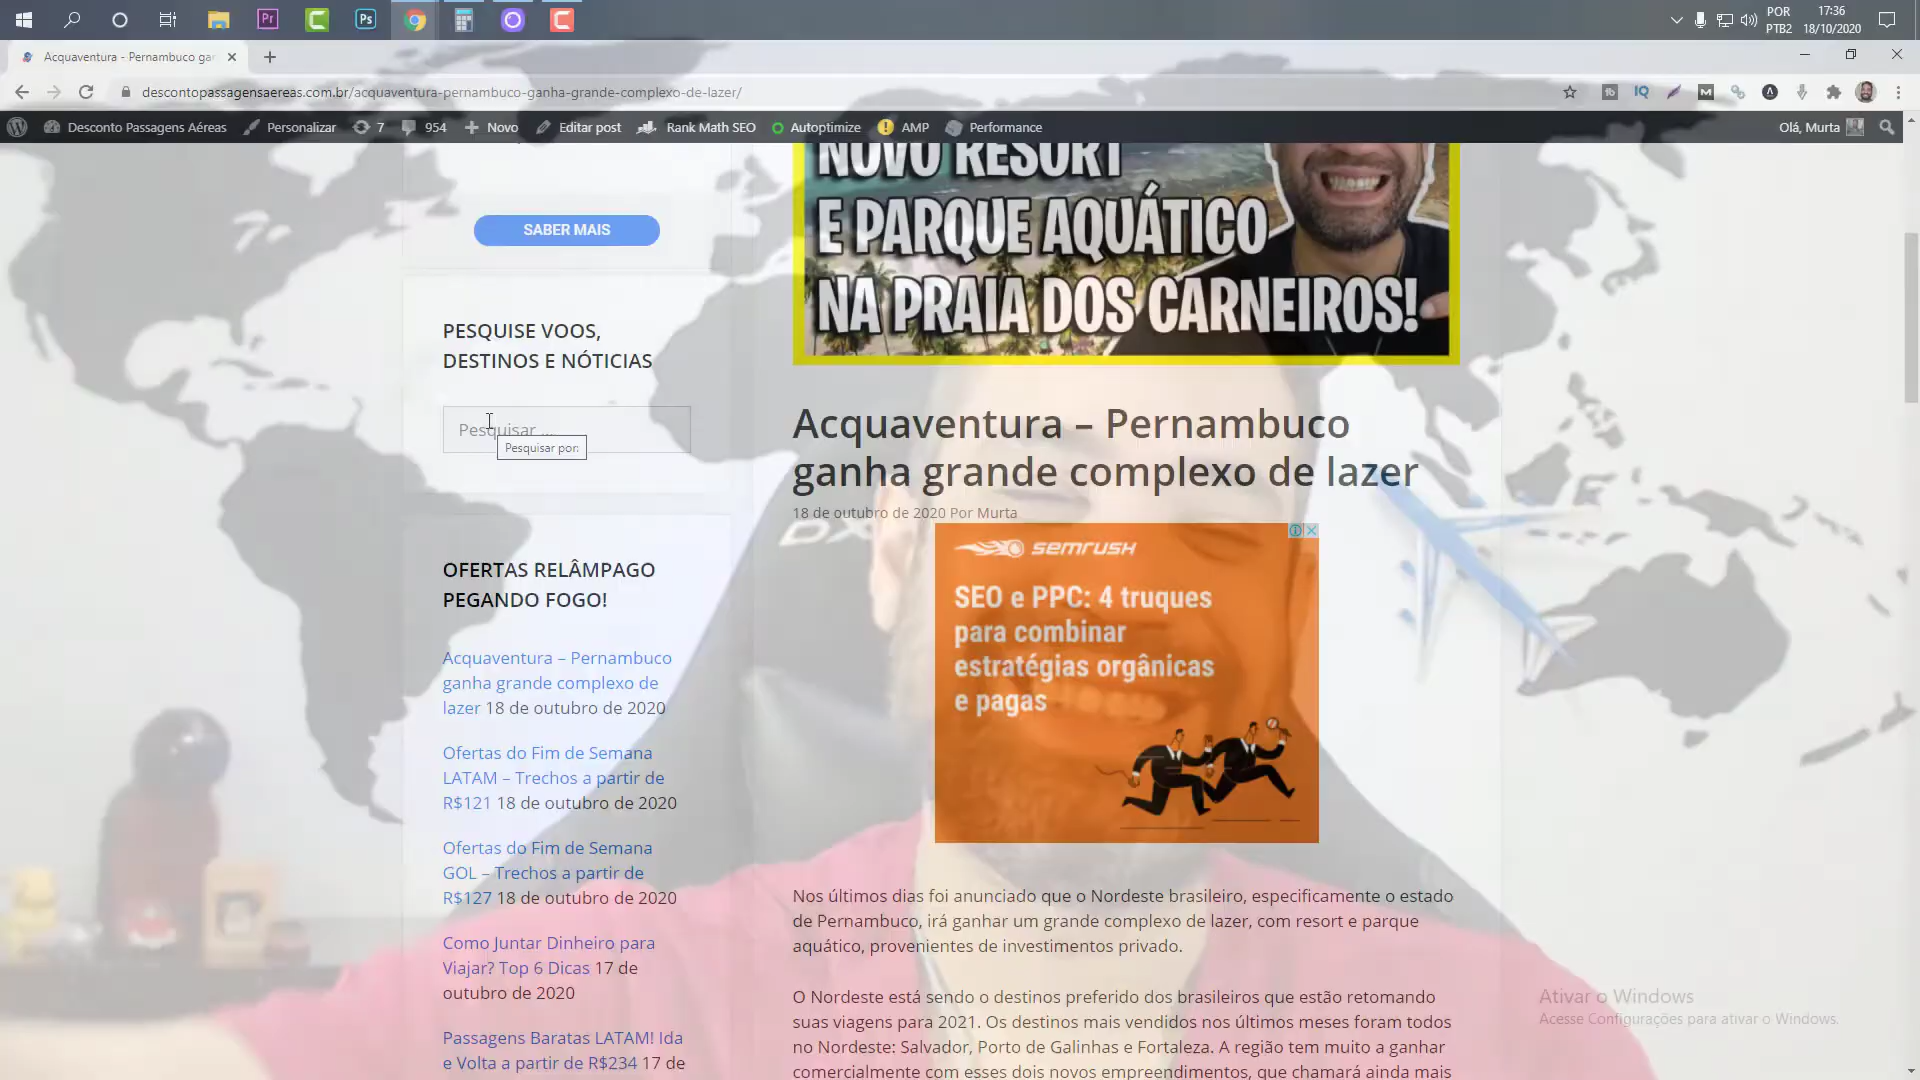 POR
PTB2
17:36
18/10/2020
Acquaventura - Pernambuco ga
descontopassagensaereas.com.br/acquaventura-pernambuco-ganha-grande-complexo-de-lazer/
Desconto Passagens Aéreas Personalizar 7 954 Novo Editar post Rank Math SEO Autoptimize AMP Performance Olá, Murta
SABER MAIS
PESQUISE VOOS,
DESTINOS E NÓTICIAS
Pesquisar ...
Pesquisar por:
OFERTAS RELÂMPAGO
PEGANDO FOGO!
Acquaventura – Pernambuco
ganha grande complexo de
lazer 18 de outubro de 2020
Ofertas do Fim de Semana
LATAM – Trechos a partir de
R$121 18 de outubro de 2020
Ofertas do Fim de Semana
GOL – Trechos a partir de
R$127 18 de outubro de 2020
Como Juntar Dinheiro para
Viajar? Top 6 Dicas 17 de
outubro de 2020
Passagens Baratas LATAM! Ida
e Volta a partir de R$234 17 de
NOVO RESORT
E PARQUE AQUÁTICO
NA PRAIA DOS CARNEIROS!
Acquaventura – Pernambuco
ganha grande complexo de lazer
18 de outubro de 2020 Por Murta
semrush
SEO e PPC: 4 truques
para combinar
estratégias orgânicas
e pagas
Nos últimos dias foi anunciado que o Nordeste brasileiro, especificamente o estado
de Pernambuco, irá ganhar um grande complexo de lazer, com resort e parque
aquático, provenientes de investimentos privado.
O Nordeste está sendo o destinos preferido dos brasileiros que estão retomando
suas viagens para 2021. Os destinos mais vendidos nos últimos meses foram todos
no Nordeste: Salvador, Porto de Galinhas e Fortaleza. A região tem muito a ganhar
comercialmente com esses dois novos empreendimentos, que chamará ainda mais
Ativar o Windows
Acesse Configurações para ativar o Windows.